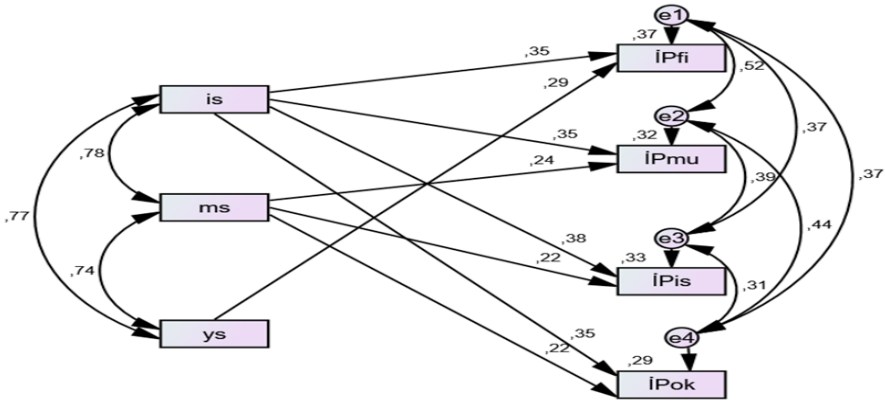 e1
,37
İPfi
,35
,29
,52
is
e2
,32
İPmu
,35
,24
,37
,78
,39
,37
ms
,77
,44
e3
,38
,33
,22
İPis
,74
,31
ys
e4
,35
,22
,29
İPok